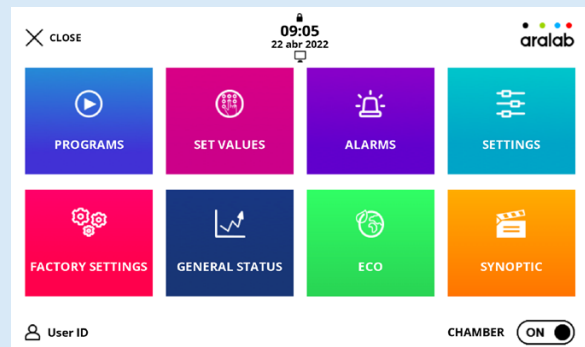 CLOSE
09:05
22 abr 2022
aralab
PROGRAMS
SET VALUES
ALARMS
SETTINGS
FACTORY SETTINGS
GENERAL STATUS
ECO
SYNOPTIC
User ID
CHAMBER
ON